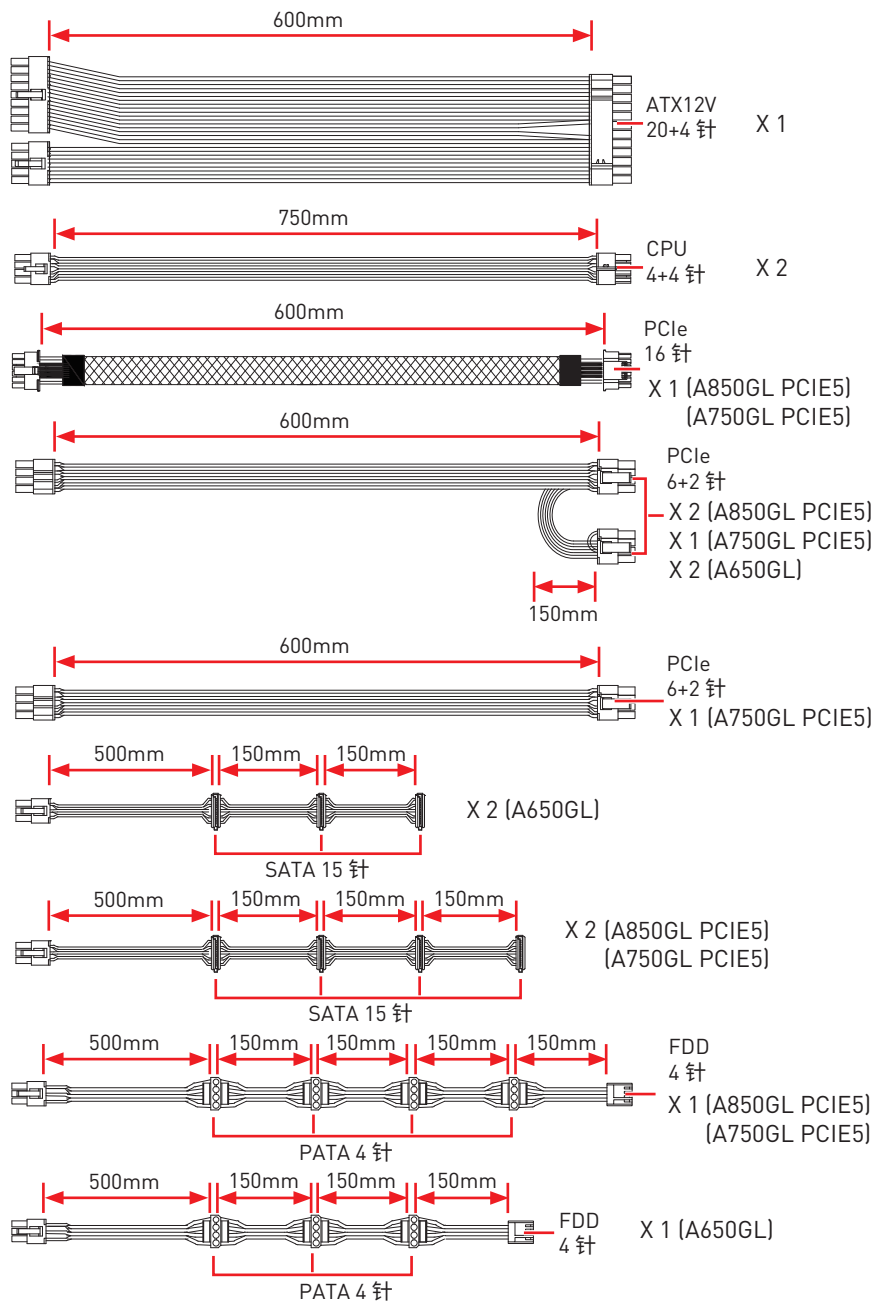 600mm
ATX12V
20+4 针
X 1
750mm
CPU
4+4 针
X 2
600mm
PCIe
16 针
X 1 (A850GL PCIE5)
(A750GL PCIE5)
600mm
PCIe
6+2 针
X 2 (A850GL PCIE5)
X 1 (A750GL PCIE5)
X 2 (A650GL)
150mm
600mm
PCIe
6+2 针
X 1 (A750GL PCIE5)
500mm 150mm 150mm
X 2 (A650GL)
SATA 15 针
500mm 150mm 150mm 150mm
X 2 (A850GL PCIE5)
(A750GL PCIE5)
SATA 15 针
500mm 150mm 150mm 150mm 150mm
FDD
4 针
X 1 (A850GL PCIE5)
(A750GL PCIE5)
PATA 4 针
500mm 150mm 150mm 150mm
FDD
4 针
X 1 (A650GL)
PATA 4 针